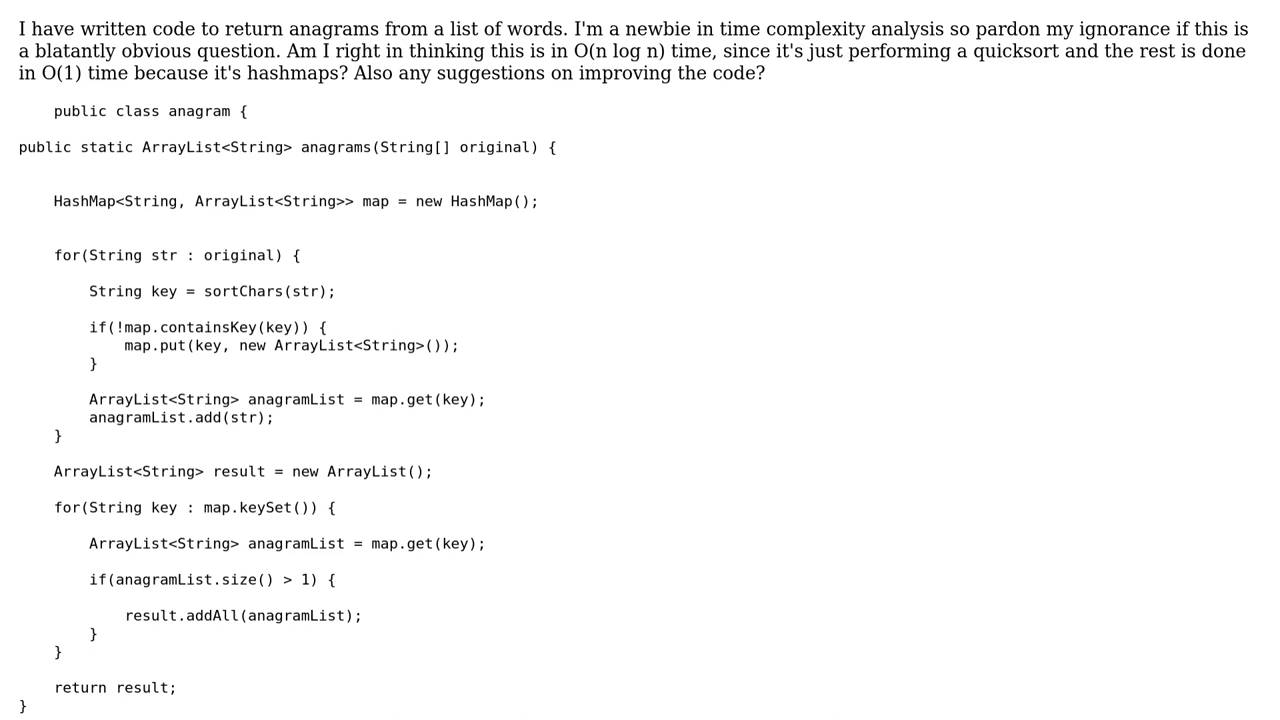 I have written code to return anagrams from a list of words. I'm a newbie in time complexity analysis so pardon my ignorance if this is
a blatantly obvious question. Am I right in thinking this is in O(n log n) time, since it's just performing a quicksort and the rest is done
in O(1) time because it's hashmaps? Also any suggestions on improving the code?
public class anagram {
public static ArrayList<String> anagrams(String[] original) {
HashMap<String, ArrayList<String>> map = new HashMap();
for(String str : original) {
String key = sortChars(str);
if(!map.containsKey(key)) {
map.put(key, new ArrayList<String>());
}
ArrayList<String> anagramList = map.get(key);
anagramList.add(str);
}
ArrayList<String> result = new ArrayList();
for(String key : map.keySet()) {
ArrayList<String> anagramList = map.get(key);
if(anagramList.size() > 1) {
result.addAll(anagramList);
}
}
return result;
}